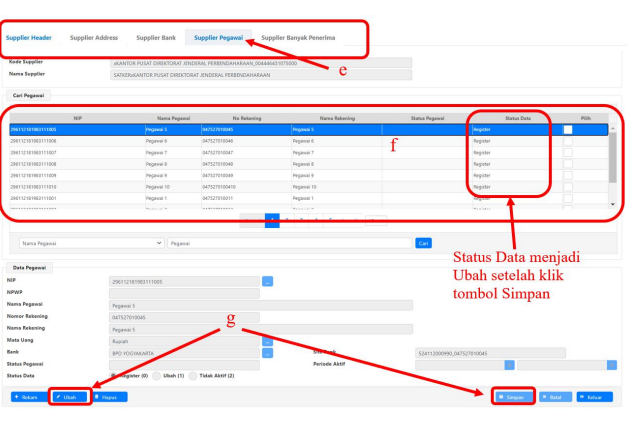 Supplier Header Supplier Address Supplier Bank Supplier Pegawai Supplier Banyak Penerima
e
Kode Supplier
Nama Supplier SATKERxKANTOR PUSAT DIREKTORAT JENDERAL PERBENDAHARAAN
Cari Pegawai
NIP Nama Pegawai No Rekening Nama Rekening Status Pegawai Status Data Pilih
296112181983111005 Pegawai 5 047527010045 Pegawai 5 Register
296112181983111006 Pegawai 6 047527010046 Pegawai 6 Register
296112181983111007 Pegawai 7 047527010047 Pegawai 7 Register
296112181983111008 Pegawai 8 047527010048 Pegawai 8 Register
296112181983111009 Pegawai 9 047527010049 Pegawai 9 Register
296112181983111010 Pegawai 10 0475270100410 Pegawai 10 Register
296112181983111001 Pegawai 1 047527010011 Pegawai 1 Register
f
Nama Pegawai Pegawai Cari
Status Data menjadi
Ubah setelah klik
tombol Simpan
Data Pegawai
NIP 296112181983111005 ...
NPWP
Nama Pegawai Pegawai 5
Nomor Rekening 047527010045
Nama Rekening Pegawai 5
g
Mata Uang Rupiah
Bank BPD YOGYAKARTA ... 524112000990_047527010045
Status Pegawai Periode Aktif
Status Data Register (0) Ubah (1) Tidak Aktif (2)
+ Rekam Ubah Hapus Simpan Batal Keluar